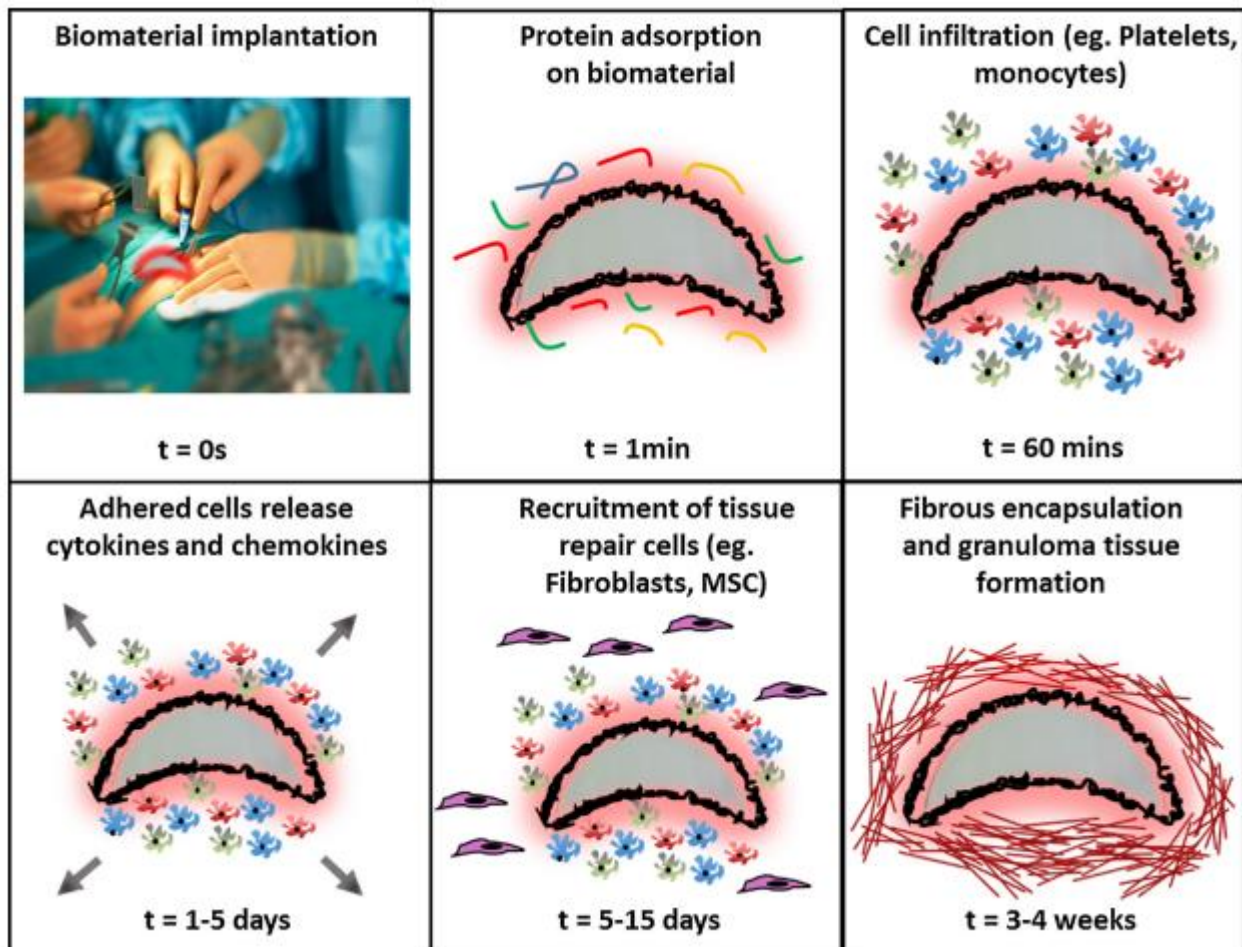 Biomaterial implantation
t = 0s
Protein adsorption
on biomaterial
t = 1min
Cell infiltration (eg. Platelets,
monocytes)
t = 60 mins
Adhered cells release
cytokines and chemokines
t = 1-5 days
Recruitment of tissue
repair cells (eg.
Fibroblasts, MSC)
t = 5-15 days
Fibrous encapsulation
and granuloma tissue
formation
t = 3-4 weeks